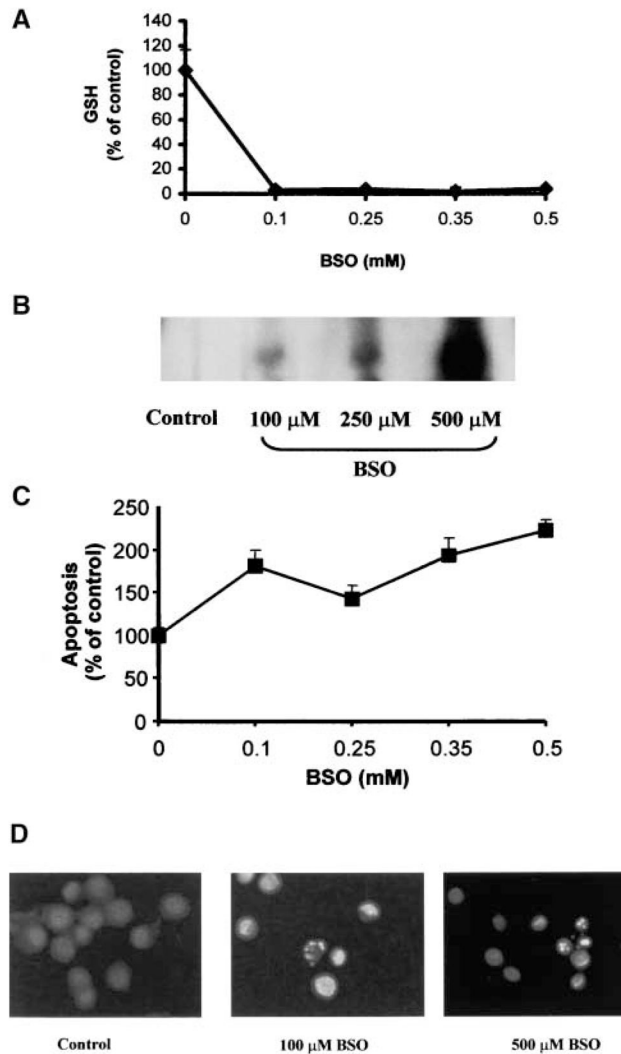 A
GSH
(% of control)
140
120
100
80
60
40
20
0
0 0.1 0.25 0.35 0.5
BSO (mM)
B
Control 100 μM 250 μM 500 μM
BSO
C
Apoptosis
(% of control)
250
200
150
100
50
0
0 0.1 0.25 0.35 0.5
BSO (mM)
D
Control 100 μM BSO 500 μM BSO